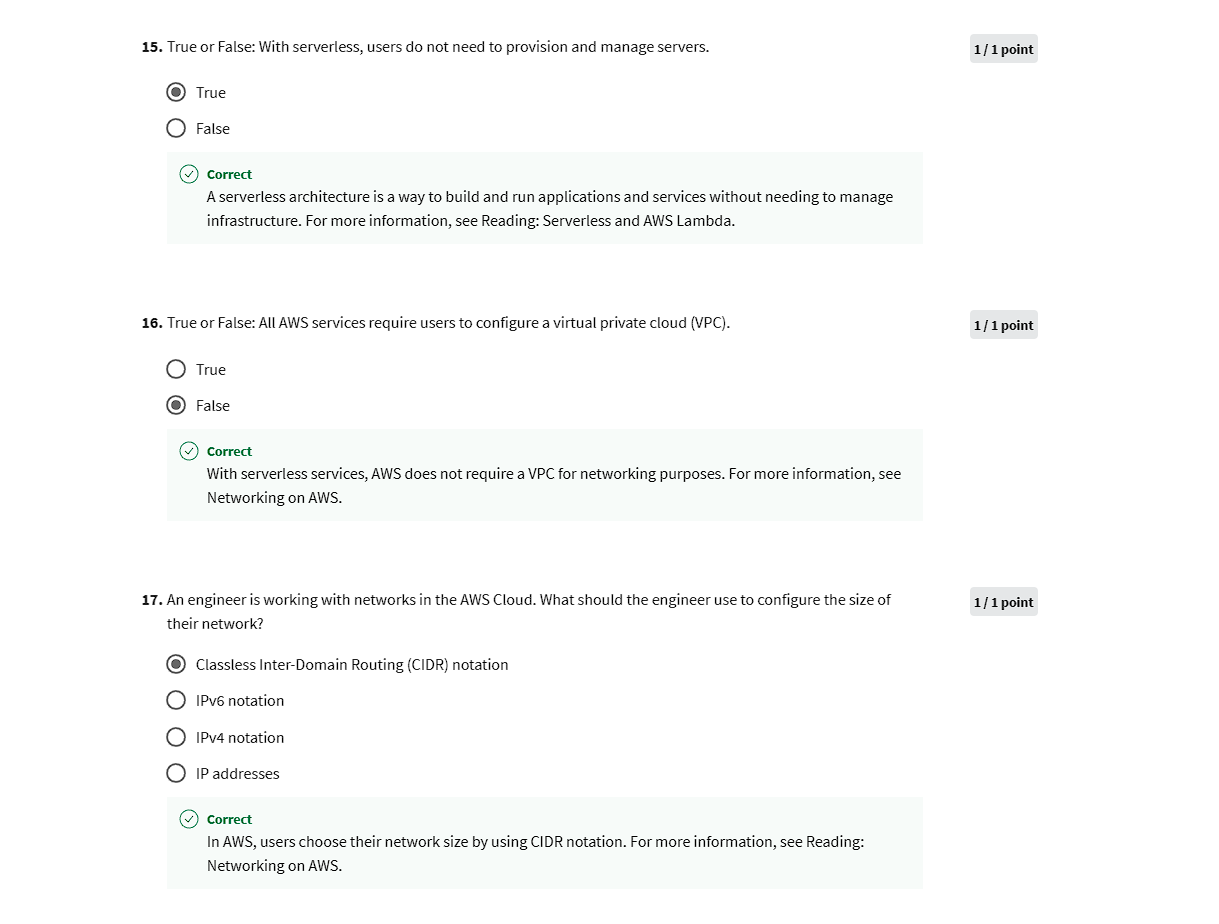 15. True or False: With serverless, users do not need to provision and manage servers.
1 / 1 point
True
False
Correct
A serverless architecture is a way to build and run applications and services without needing to manage
infrastructure. For more information, see Reading: Serverless and AWS Lambda.
16. True or False: All AWS services require users to configure a virtual private cloud (VPC).
1 / 1 point
True
False
Correct
With serverless services, AWS does not require a VPC for networking purposes. For more information, see
Networking on AWS.
17. An engineer is working with networks in the AWS Cloud. What should the engineer use to configure the size of
their network?
1 / 1 point
Classless Inter-Domain Routing (CIDR) notation
IPv6 notation
IPv4 notation
IP addresses
Correct
In AWS, users choose their network size by using CIDR notation. For more information, see Reading:
Networking on AWS.